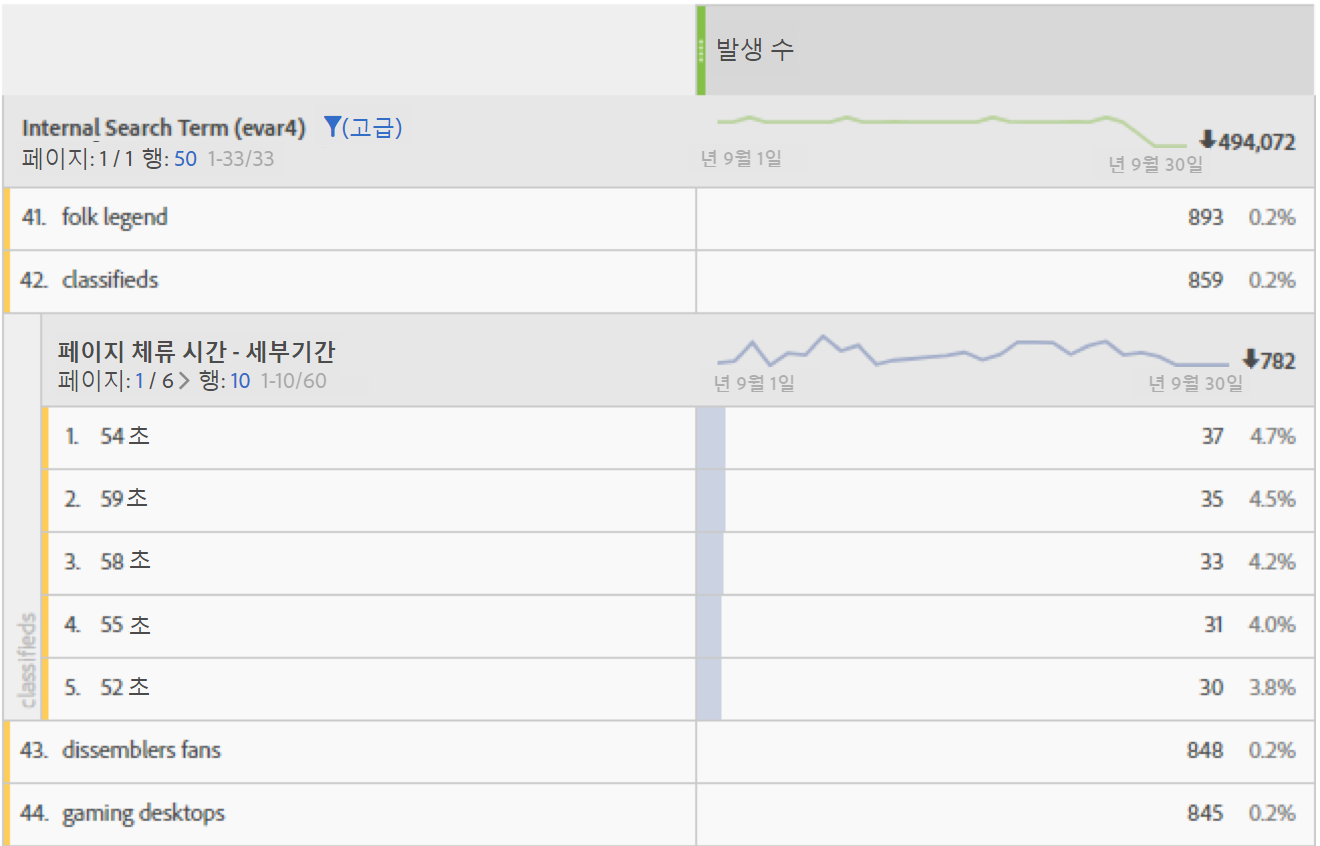 발생 수
Internal Search Term (evar4) (고급)
페이지: 1 / 1 행: 50 1-33/33
년 9월 1일 년 9월 30일 494,072
41. folk legend 893 0.2%
42. classifieds 859 0.2%
페이지 체류 시간 - 세부기간
페이지: 1 / 6 > 행: 10 1-10/60
년 9월 1일 년 9월 30일 782
classifieds
1. 54 초 37 4.7%
2. 59 초 35 4.5%
3. 58 초 33 4.2%
4. 55 초 31 4.0%
5. 52 초 30 3.8%
43. dissemblers fans 848 0.2%
44. gaming desktops 845 0.2%